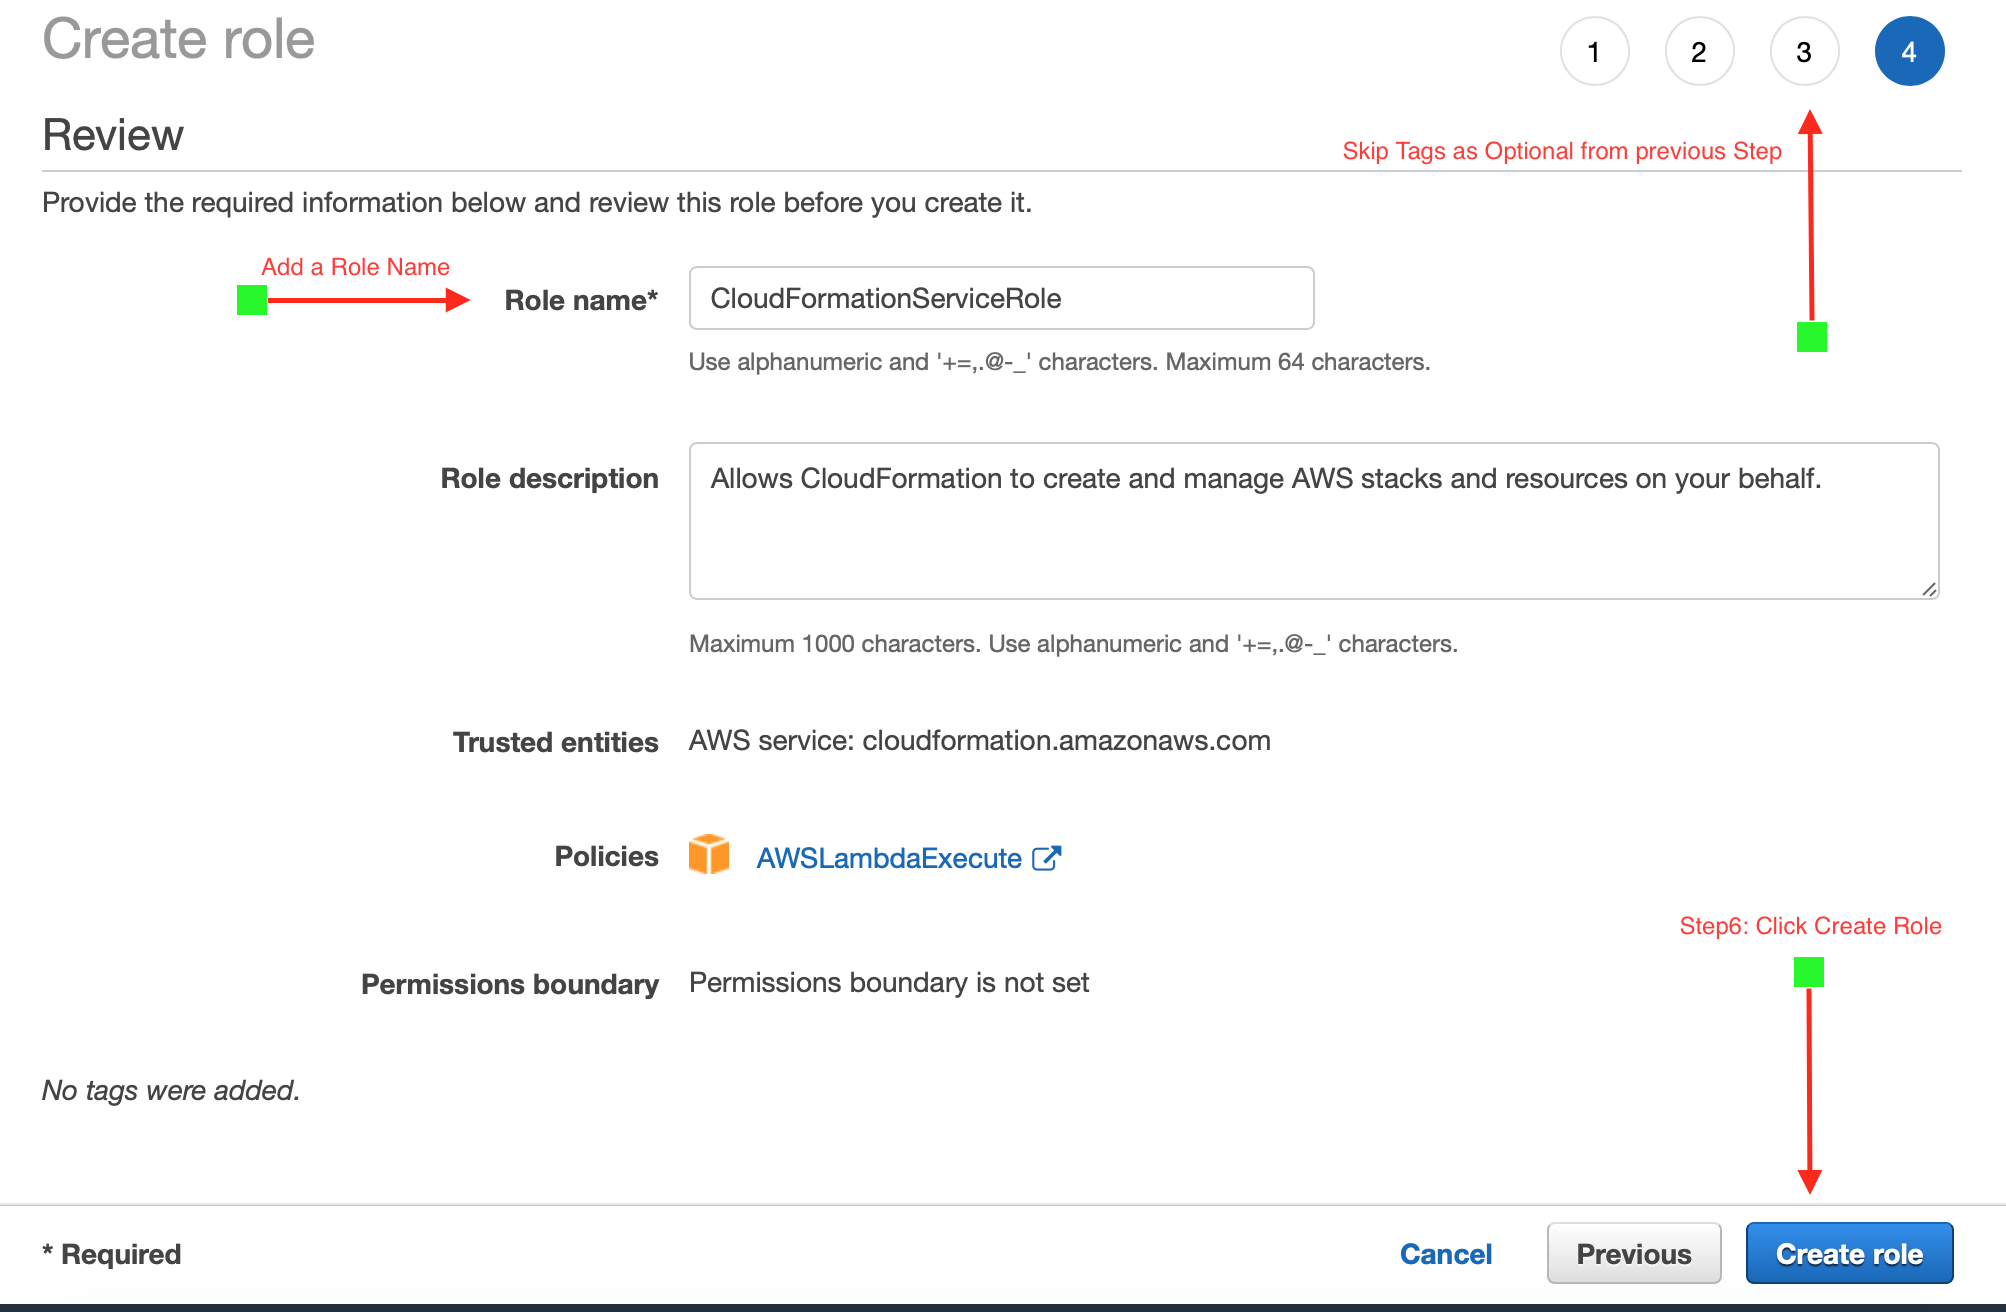 Create role
1 2 3 4
Review
Skip Tags as Optional from previous Step
Provide the required information below and review this role before you create it.
Add a Role Name
Role name* CloudFormationServiceRole
Use alphanumeric and '+=,.@-_' characters. Maximum 64 characters.
Role description Allows CloudFormation to create and manage AWS stacks and resources on your behalf.
Maximum 1000 characters. Use alphanumeric and '+=,.@-_' characters.
Trusted entities AWS service: cloudformation.amazonaws.com
Policies AWSLambdaExecute
Step6: Click Create Role
Permissions boundary Permissions boundary is not set
No tags were added.
* Required Cancel Previous Create role